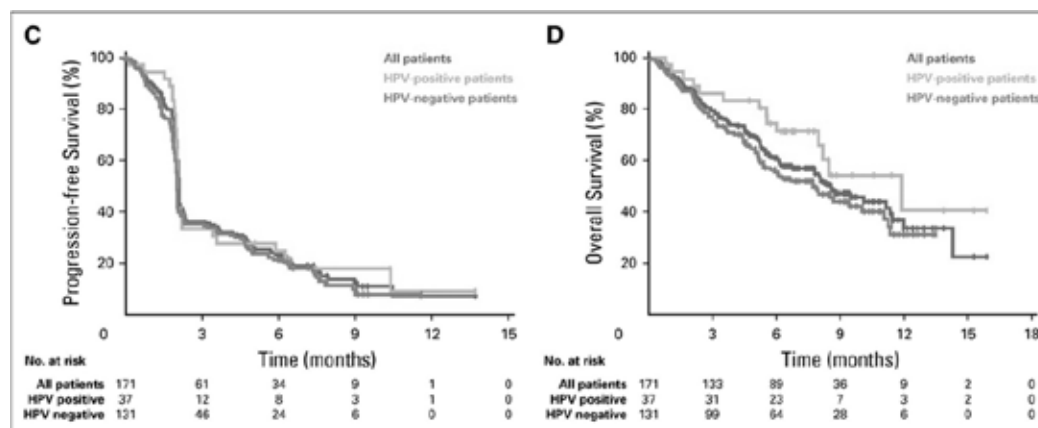 C
Progression-free Survival (%)
100
80
60
40
20
0
3
6
9
12
15
Time (months)
All patients
HPV-positive patients
HPV-negative patients
No. at risk
All patients 171 61 34 9 1 0
HPV positive 37 12 8 3 1 0
HPV negative 131 46 24 6 0 0
D
Overall Survival (%)
100
80
60
40
20
0
3
6
9
12
15
18
Time (months)
All patients
HPV-positive patients
HPV-negative patients
No. at risk
All patients 171 133 89 36 9 2 0
HPV positive 37 31 23 7 3 2 0
HPV negative 131 99 64 28 6 0 0